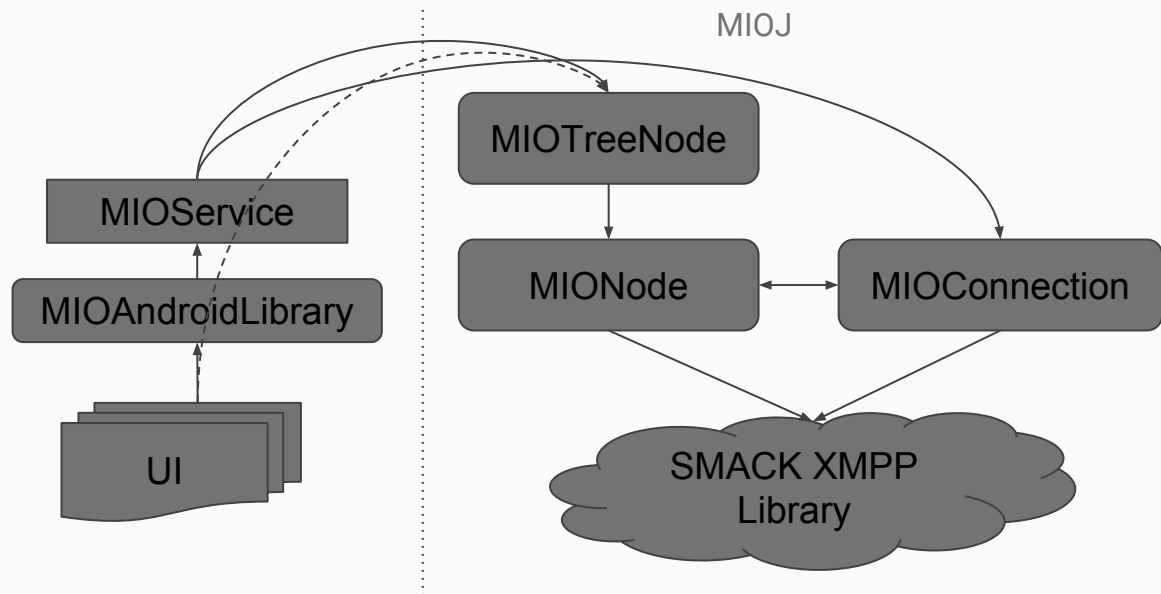 MIOJ
MIOTreeNode
MIOService
MIONode
MIOConnection
MIOAndroidLibrary
UI
SMACK XMPP
Library